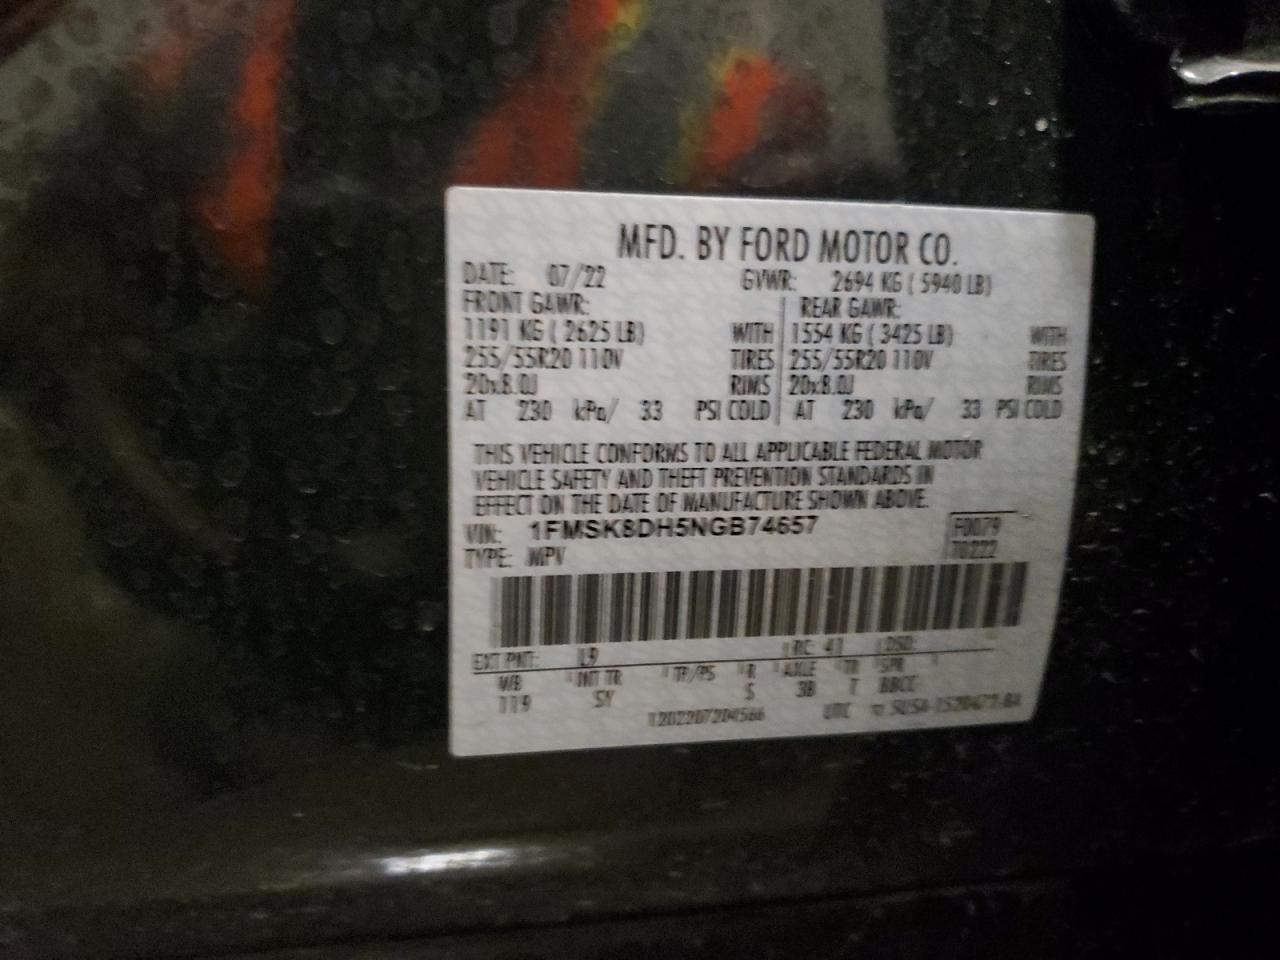 MFD. BY FORD MOTOR CO.
DATE: 07/22 GVWR: 2694 KG ( 5940 LB)
FRONT GAWR: REAR GAWR:
1191 KG ( 2625 LB) WITH 1554 KG ( 3425 LB) WITH
255/55R20 110V TIRES 255/55R20 110V TIRES
20x8.0J RIMS 20x8.0J RIMS
AT 230 kPa/ 33 PSI COLD AT 230 kPa/ 33 PSI COLD
THIS VEHICLE CONFORMS TO ALL APPLICABLE FEDERAL MOTOR
VEHICLE SAFETY AND THEFT PREVENTION STANDARDS IN
EFFECT ON THE DATE OF MANUFACTURE SHOWN ABOVE.
VIN: 1FMSK8DH5NGB74657 F0079
TYPE: MPV T0222
EXT PNT: L9 RC: 41 DSO:
WB INT TR TP/PS R AXLE TR SPR
119 SY S 3B T BBCC
1202207204566 UTC